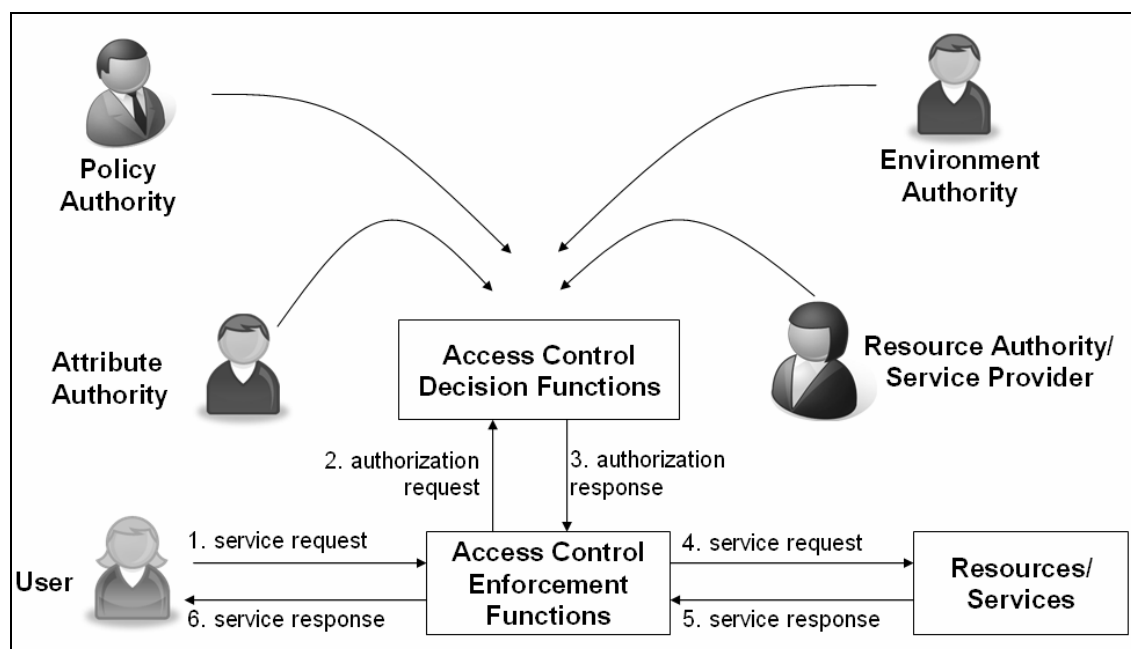 Policy
Authority
Environment
Authority
Attribute
Authority
Access Control
Decision Functions
Resource Authority/
Service Provider
2. authorization
request
3. authorization
response
User
1. service request
6. service response
Access Control
Enforcement
Functions
4. service request
5. service response
Resources/
Services